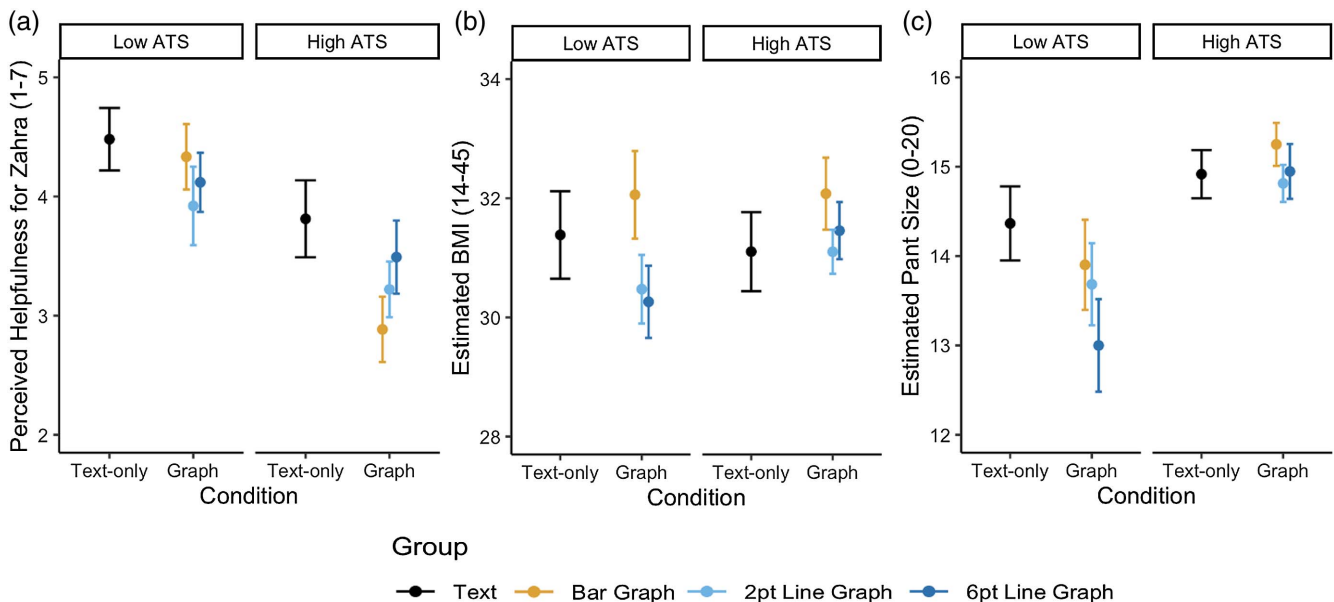 (a)
Low ATS
High ATS
Perceived Helpfulness for Zahra (1-7)
5
4
3
2
Text-only
Graph
Text-only
Graph
Condition
(b)
Low ATS
High ATS
Estimated BMI (14-45)
34
32
30
28
Text-only
Graph
Text-only
Graph
Condition
(c)
Low ATS
High ATS
Estimated Pant Size (0-20)
16
15
14
13
12
Text-only
Graph
Text-only
Graph
Condition
Group
Text
Bar Graph
2pt Line Graph
6pt Line Graph